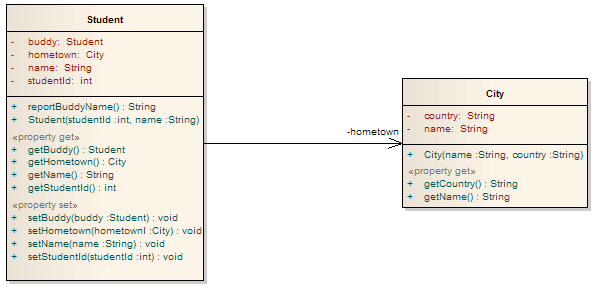 Student
- buddy: Student
- hometown: City
- name: String
- studentId: int
+ reportBuddyName() : String
+ Student(studentId :int, name :String)
«property get»
+ getBuddy() : Student
+ getHometown() : City
+ getName() : String
+ getStudentId() : int
«property set»
+ setBuddy(buddy :Student) : void
+ setHometown(hometownI :City) : void
+ setName(name :String) : void
+ setStudentId(studentId :int) : void
-hometown
City
- country: String
- name: String
+ City(name :String, country :String)
«property get»
+ getCountry() : String
+ getName() : String